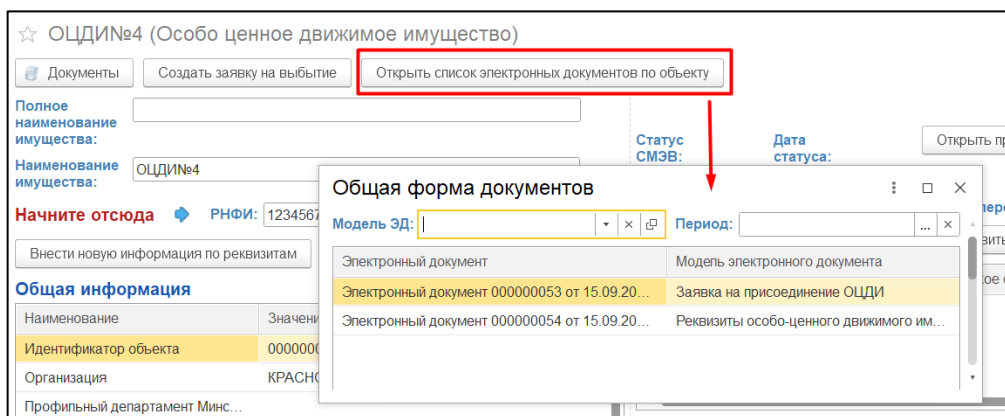 ОЦДИ№4 (Особо ценное движимое имущество)
Документы
Создать заявку на выбытие
Открыть список электронных документов по объекту
Полное
наименование
имущества:
Статус
СМЭВ:
Дата
статуса:
Открыть
Наименование
имущества:
ОЦДИ№4
Начните отсюда
РНФИ:
1234567
Внести новую информация по реквизитам
Общая информация
Наименование
Идентификатор объекта
Организация
Профильный департамент Минс...
Общая форма документов
Модель ЭД:
Период:
...
Электронный документ
Модель электронного документа
Электронный документ 000000053 от 15.09.20...
Заявка на присоединение ОЦДИ
Электронный документ 000000054 от 15.09.20...
Реквизиты особо-ценного движимого им...